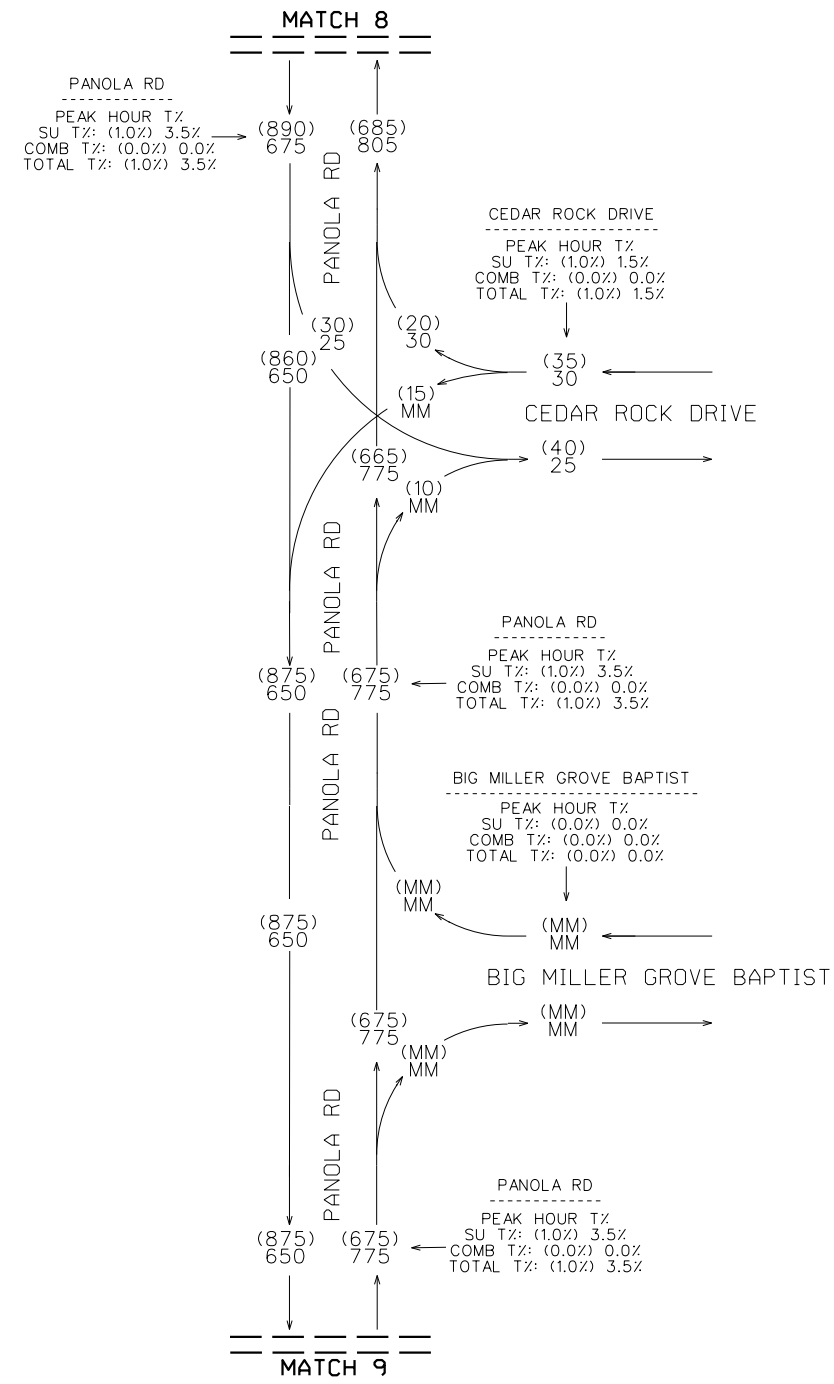 MATCH 8
PANOLA RD
PEAK HOUR T%
SU T%: (1.0%) 3.5%
COMB T%: (0.0%) 0.0%
TOTAL T%: (1.0%) 3.5%
(890)
675
(685)
805
PANOLA RD
CEDAR ROCK DRIVE
PEAK HOUR T%
SU T%: (1.0%) 1.5%
COMB T%: (0.0%) 0.0%
TOTAL T%: (1.0%) 1.5%
(30)
25
(20)
30
(860)
650
(35)
30
(15)
MM
CEDAR ROCK DRIVE
(665)
775
(40)
25
(10)
MM
PANOLA RD
PANOLA RD
PEAK HOUR T%
SU T%: (1.0%) 3.5%
COMB T%: (0.0%) 0.0%
TOTAL T%: (1.0%) 3.5%
(875)
650
(675)
775
PANOLA RD
BIG MILLER GROVE BAPTIST
PEAK HOUR T%
SU T%: (0.0%) 0.0%
COMB T%: (0.0%) 0.0%
TOTAL T%: (0.0%) 0.0%
(MM)
MM
(875)
650
(MM)
MM
BIG MILLER GROVE BAPTIST
(675)
775
(MM)
MM
(MM)
MM
PANOLA RD
PANOLA RD
PEAK HOUR T%
SU T%: (1.0%) 3.5%
COMB T%: (0.0%) 0.0%
TOTAL T%: (1.0%) 3.5%
(875)
650
(675)
775
MATCH 9